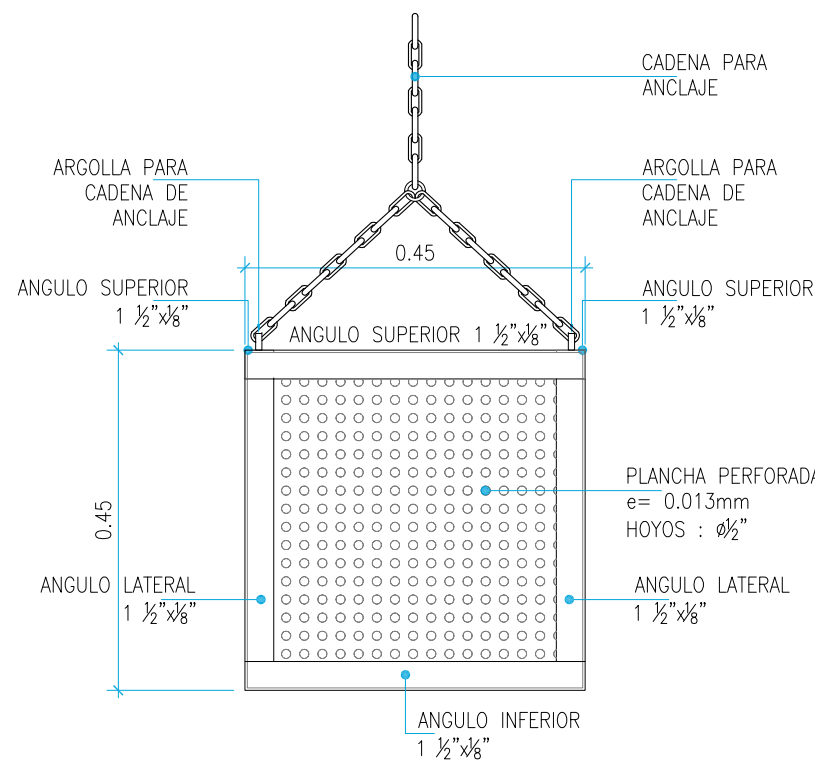 CADENA PARA
ANCLAJE
ARGOLLA PARA
CADENA DE
ANCLAJE
ARGOLLA PARA
CADENA DE
ANCLAJE
0.45
ANGULO SUPERIOR
1 ½"x⅛"
ANGULO SUPERIOR
1 ½"x⅛"
ANGULO SUPERIOR 1 ½"x⅛"
0.45
PLANCHA PERFORADA
e= 0.013mm
HOYOS : ø½"
ANGULO LATERAL
1 ½"x⅛"
ANGULO LATERAL
1 ½"x⅛"
ANGULO INFERIOR
1 ½"x⅛"